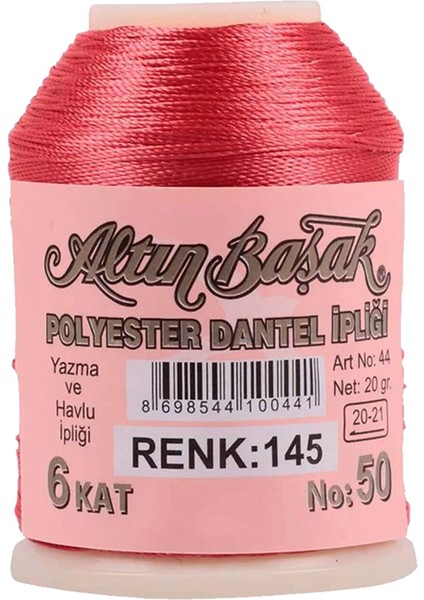 Altın Başak®
POLYESTER DANTEL İPLİĞİ
Yazma ve Havlu İpliği
Art No: 44
Net: 20 gr.
20-21
8 698544 100441
RENK:145
6 KAT
No: 50